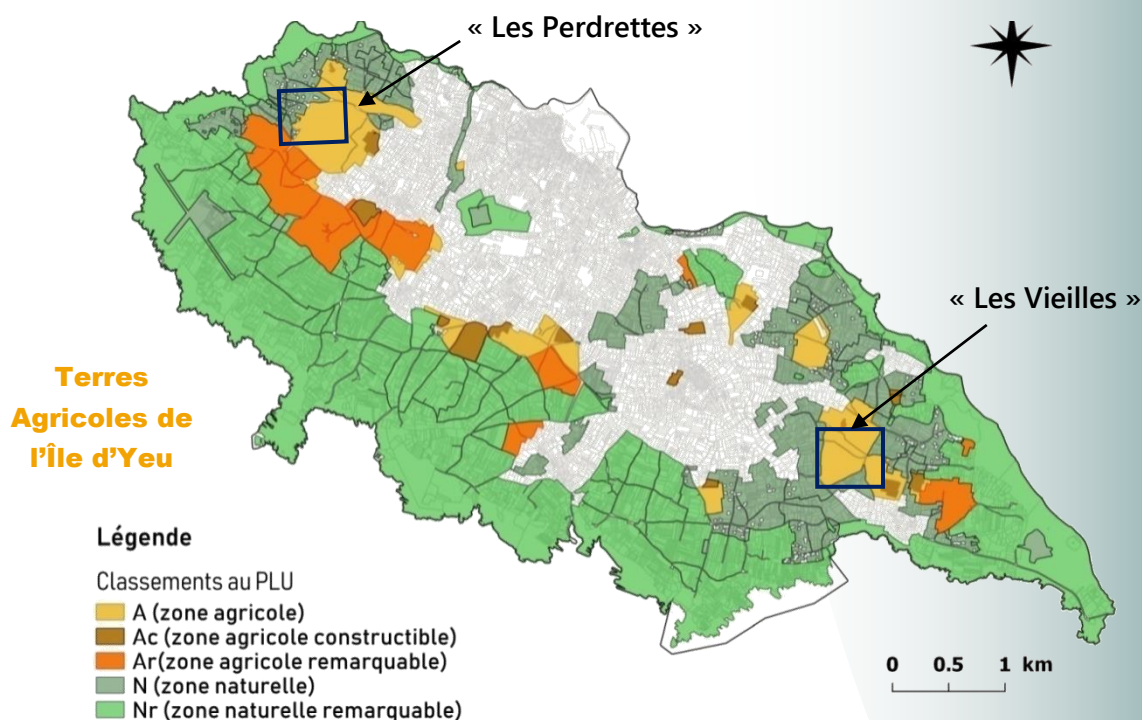 « Les Perdrettes »
« Les Vieilles »
Terres
Agricoles de
l'Île d'Yeu
Légende
Classements au PLU
A (zone agricole)
Ac (zone agricole constructible)
Ar(zone agricole remarquable)
N (zone naturelle)
Nr (zone naturelle remarquable)
0 0.5 1 km